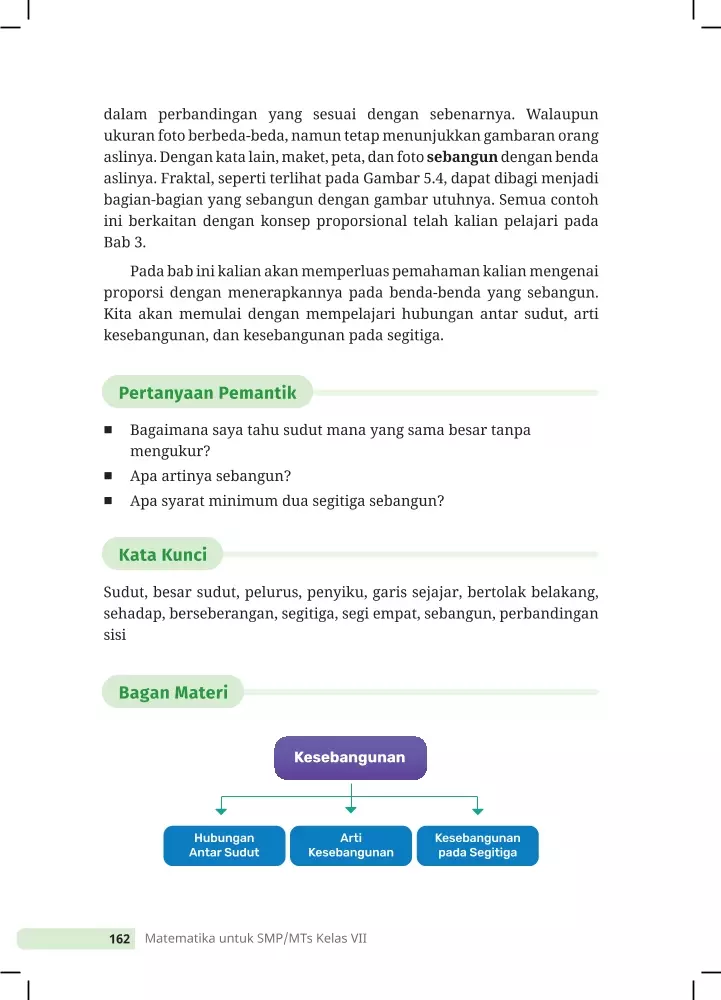 dalam perbandingan yang sesuai dengan sebenarnya. Walaupun
ukuran foto berbeda-beda, namun tetap menunjukkan gambaran orang
aslinya. Dengan kata lain, maket, peta, dan foto sebangun dengan benda
aslinya. Fraktal, seperti terlihat pada Gambar 5.4, dapat dibagi menjadi
bagian-bagian yang sebangun dengan gambar utuhnya. Semua contoh
ini berkaitan dengan konsep proporsional telah kalian pelajari pada
Bab 3.
Pada bab ini kalian akan memperluas pemahaman kalian mengenai
proporsi dengan menerapkannya pada benda-benda yang sebangun.
Kita akan memulai dengan mempelajari hubungan antar sudut, arti
kesebangunan, dan kesebangunan pada segitiga.
Pertanyaan Pemantik
■ Bagaimana saya tahu sudut mana yang sama besar tanpa
mengukur?
■ Apa artinya sebangun?
■ Apa syarat minimum dua segitiga sebangun?
Kata Kunci
Sudut, besar sudut, pelurus, penyiku, garis sejajar, bertolak belakang,
sehadap, berseberangan, segitiga, segi empat, sebangun, perbandingan
sisi
Bagan Materi
Kesebangunan
Hubungan
Antar Sudut
Arti
Kesebangunan
Kesebangunan
pada Segitiga
162 Matematika untuk SMP/MTs Kelas VII